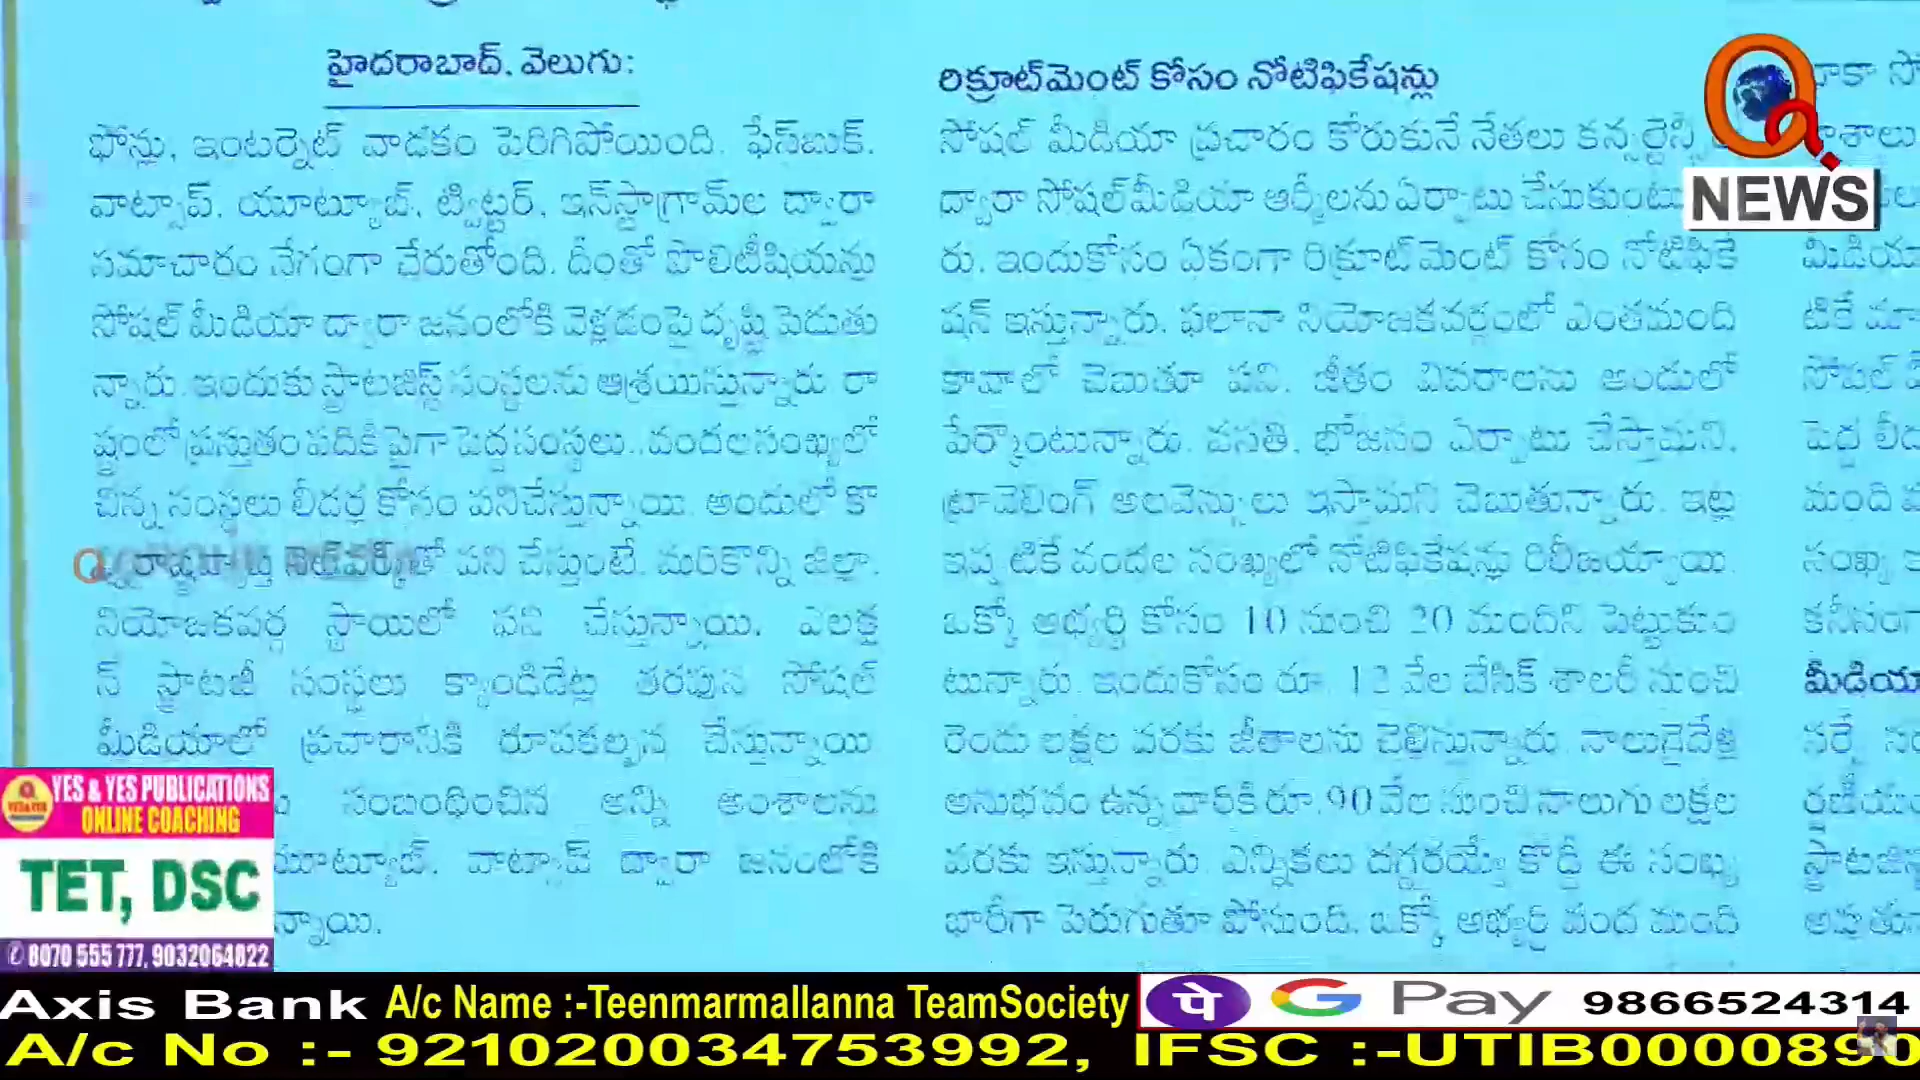 హైదరాబాద్, వెలుగు:
ఫోన్లు, ఇంటర్నెట్ వాడకం పెరిగిపోయింది. ఫేస్‌బుక్,
వాట్సాప్, యూట్యూబ్, ట్విట్టర్, ఇన్‌స్టాగ్రామ్‌ల ద్వారా
సమాచారం వేగంగా చేరుతోంది. దీంతో పొలిటీషియన్లు
సోషల్ మీడియా ద్వారా జనంలోకి వెళ్లడంపై దృష్టి పెడుతు
న్నారు. ఇందుకు స్ట్రాటజిస్ట్ సంస్థలను ఆశ్రయిస్తున్నారు. రా
ష్ట్రంలో ప్రస్తుతం పదికి పైగా పెద్ద సంస్థలు.. వందల సంఖ్యలో
చిన్న సంస్థలు లీడర్ల కోసం పనిచేస్తున్నాయి. అందులో కొ
తో పని చేస్తుంటే, మరికొన్ని జిల్లా,
నియోజకవర్గ స్థాయిలో పని చేస్తున్నాయి. ఎలక్ష
న్ స్ట్రాటజీ సంస్థలు క్యాండిడేట్ల తరఫున సోషల్
మీడియాలో ప్రచారానికి రూపకల్పన చేస్తున్నాయి.
సంబంధించిన అన్ని అంశాలను
యూట్యూబ్, వాట్సాప్ ద్వారా జనంలోకి
న్నాయి.
రిక్రూట్‌మెంట్ కోసం నోటిఫికేషన్లు
సోషల్ మీడియా ప్రచారం కోరుకునే నేతలు కన్సల్టెన్సీ
ద్వారా సోషల్ మీడియా ఆర్మీలను ఏర్పాటు చేసుకుంటు
రు. ఇందుకోసం ఏకంగా రిక్రూట్‌మెంట్ కోసం నోటిఫికే
షన్ ఇస్తున్నారు. ఫలానా నియోజకవర్గంలో ఎంతమంది
కావాలో చెబుతూ పని, జీతం వివరాలను అందులో
పేర్కొంటున్నారు. వసతి, భోజనం ఏర్పాటు చేస్తామని,
ట్రావెలింగ్ అలవెన్సులు ఇస్తామని చెబుతున్నారు. ఇట్ల
ఇప్పటికే వందల సంఖ్యలో నోటిఫికేషన్లు రిలీజయ్యాయి.
ఒక్కో అభ్యర్థి కోసం 10 నుంచి 20 మందిని పెట్టుకుం
టున్నారు. ఇందుకోసం రూ. 12 వేల బేసిక్ శాలరీ నుంచి
రెండు లక్షల వరకు జీతాలను చెల్లిస్తున్నారు. నాలుగైదేళ్ల
అనుభవం ఉన్న వారికి రూ.90 వేల నుంచి నాలుగు లక్షల
వరకు ఇస్తున్నారు. ఎన్నికలు దగ్గరయ్యే కొద్దీ ఈ సంఖ్య
భారీగా పెరుగుతూ పోనుంది. ఒక్కో అభ్యర్థి వంద మంది
మీడియా
టికే మా
సోషల్
పెద్ద లీడ
మంది
సంఖ్య
కనీసంగా
మీడియా
సర్వే,
Q NEWS
YES & YES PUBLICATIONS
ONLINE COACHING
TET, DSC
8070 555 777, 9032064822
Axis Bank A/c Name :-Teenmarmallanna TeamSociety
पे G Pay 9866524314
A/c No :- 921020034753992, IFSC :-UTIB0000890